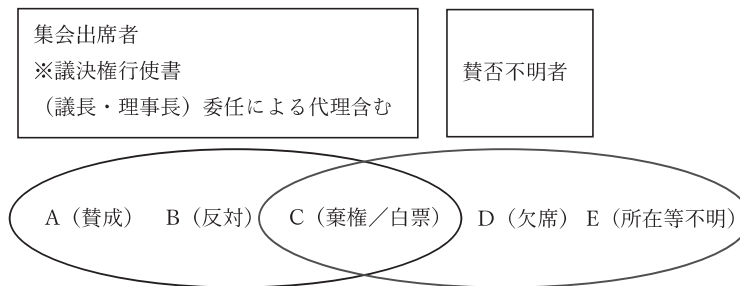 集会出席者
※議決権行使書
（議長・理事長）委任による代理含む
賛否不明者
A（賛成） B（反対） C（棄権／白票） D（欠席） E（所在等不明）